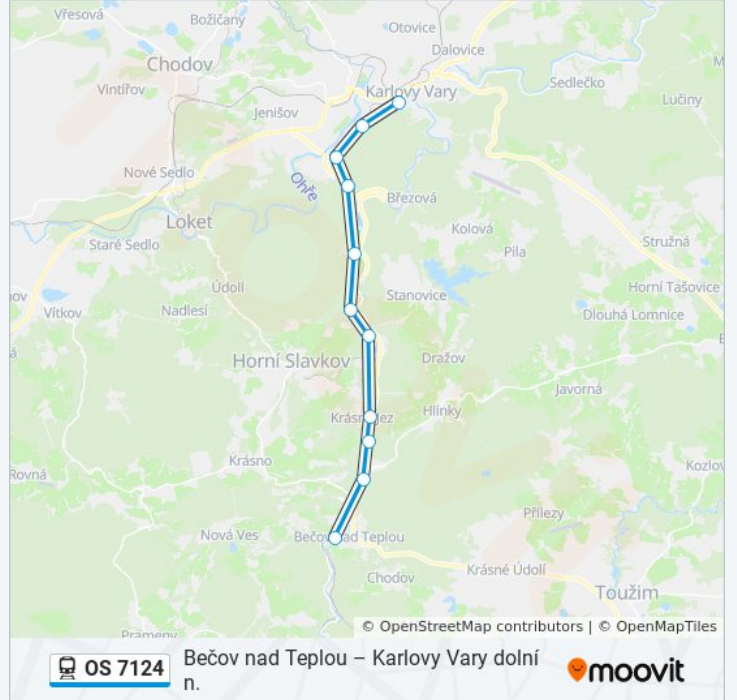 Vřesová
Božičany
Otovice
Dalovice
Chodov
Vintířov
Karlovy Vary
Sedlečko
Lučiny
Jenišov
Nové Sedlo
Ohře
Březová
Loket
Kolová
Staré Sedlo
Pila
Stružná
Údolí
Stanovice
Horní Tašovice
Vítkov
Nadlesí
Dlouhá Lomnice
Horní Slavkov
Dražov
Javorná
Hlinky
Krásno
Rovná
Kozlov
Přílezy
Nová Ves
Bečov nad Teplou
Chodov
Krásné Údolí
Toužim
Prameny
© OpenStreetMap contributors | © OpenMapTiles
OS 7124
Bečov nad Teplou – Karlovy Vary dolní
n.
moovit